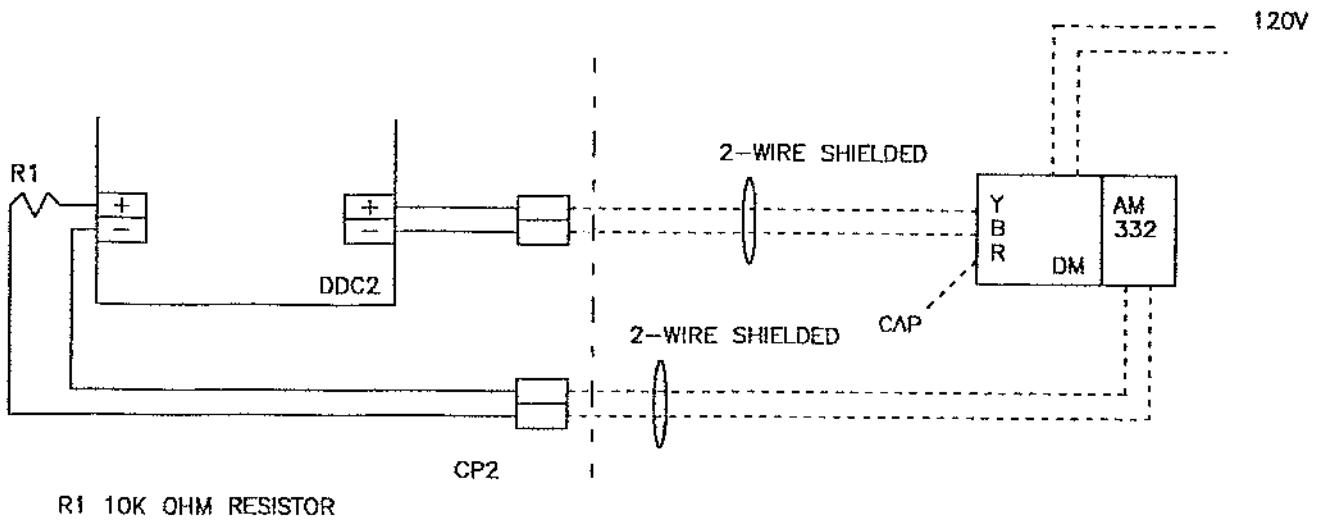 120V
2-WIRE SHIELDED
R1
+
-
+
-
Y
B
R
AM
332
DM
DDC2
CAP
2-WIRE SHIELDED
CP2
R1 10K OHM RESISTOR